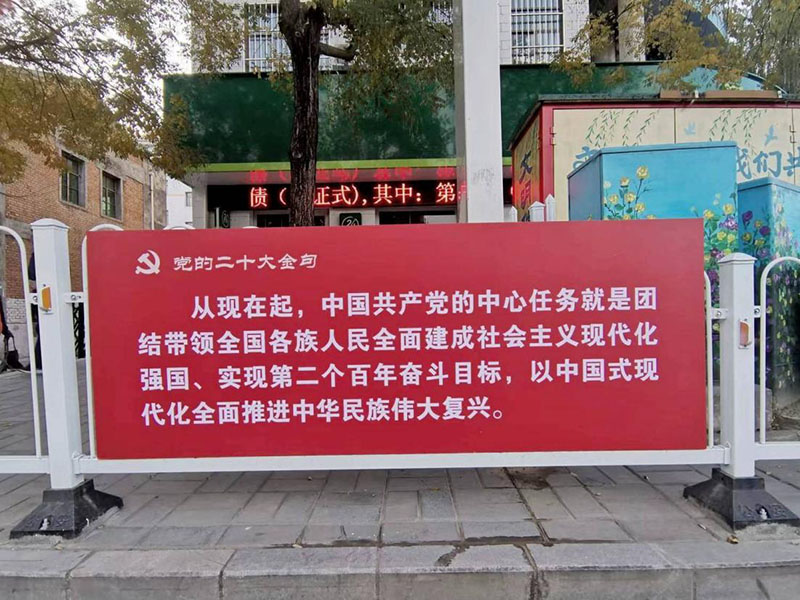 债（ 证式),其中：第
我们
党的二十大金句
从现在起，中国共产党的中心任务就是团
结带领全国各族人民全面建成社会主义现代化
强国、实现第二个百年奋斗目标，以中国式现
代化全面推进中华民族伟大复兴。